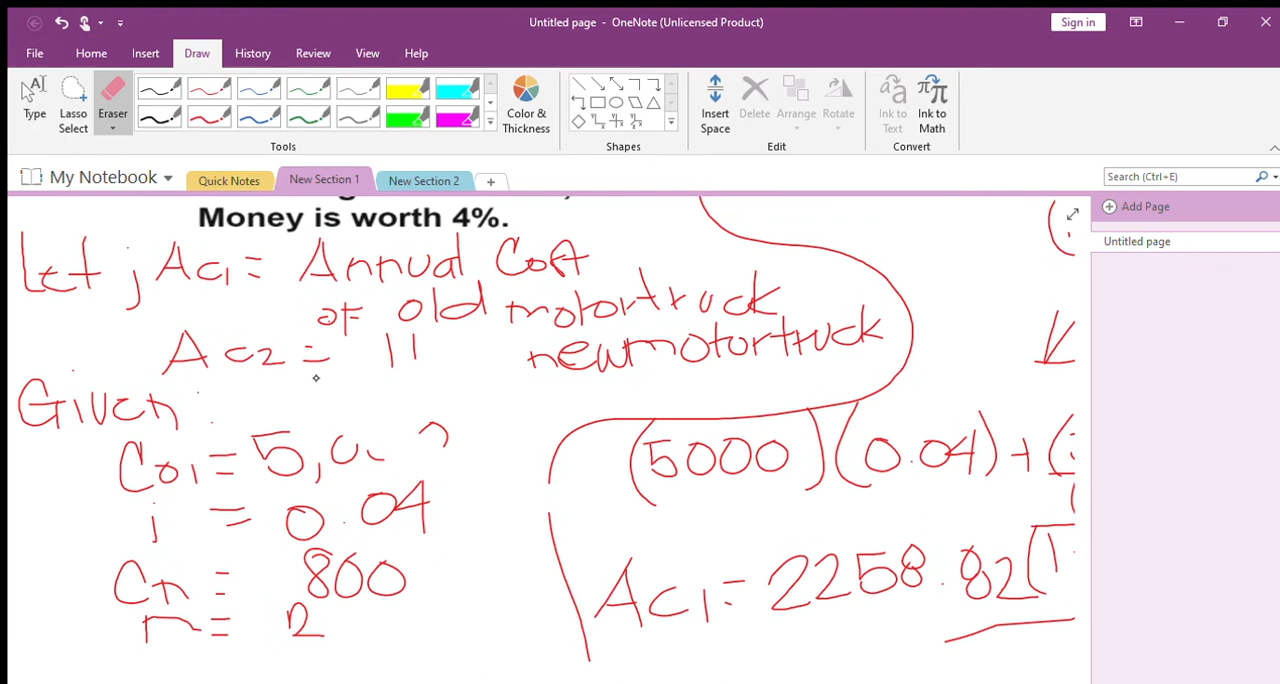 Untitled page - OneNote (Unlicensed Product)
Sign in
File Home Insert Draw History Review View Help
Type
Lasso Select
Eraser
Color & Thickness
Insert Space
Delete
Arrange
Rotate
Ink to Text
Ink to Math
Tools
Shapes
Edit
Convert
My Notebook
Quick Notes
New Section 1
New Section 2
Search (Ctrl+E)
Add Page
Untitled page
Money is worth 4%.
Let ; AC1 = Annual Cost
of old motortruck
AC2 = 11 newmotortruck
Given
Co1 = 5,0
i = 0.04
Cn = 800
n = 2
(5000)(0.04) + (
AC1 = 2258.82